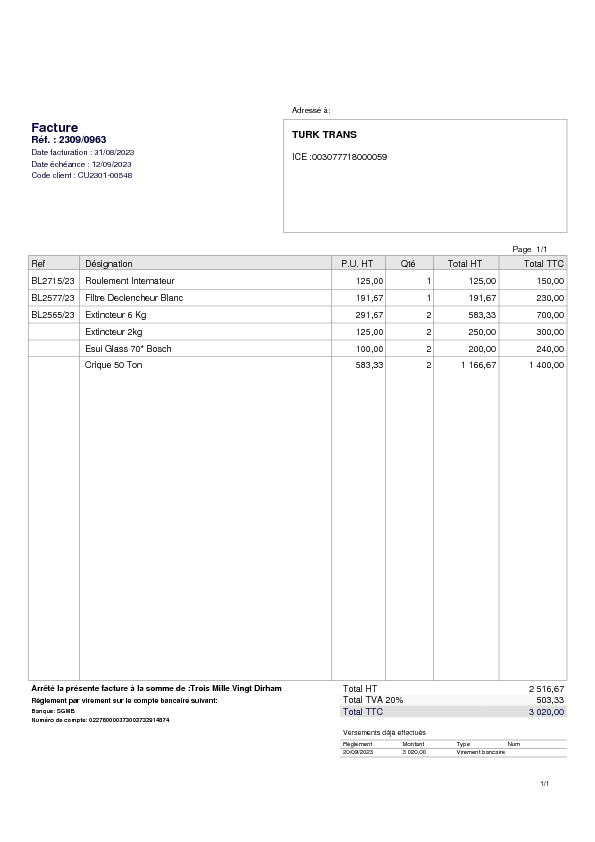 Adressé à:
Facture
Réf. : 2309/0963
Date facturation : 31/08/2023
Date échéance : 12/09/2023
Code client : CU2301-00548
TURK TRANS
ICE :003077718000059
Page 1/1
Ref Désignation P.U. HT Qté Total HT Total TTC
BL2715/23 Roulement Internateur 125,00 1 125,00 150,00
BL2577/23 Filtre Declencheur Blanc 191,67 1 191,67 230,00
BL2565/23 Extincteur 6 Kg 291,67 2 583,33 700,00
Extincteur 2kg 125,00 2 250,00 300,00
Esui Glass 70* Bosch 100,00 2 200,00 240,00
Crique 50 Ton 583,33 2 1 166,67 1 400,00
Arrêté la présente facture à la somme de :Trois Mille Vingt Dirham
Règlement par virement sur le compte bancaire suivant:
Banque: SGMB
Numéro de compte:
Total HT 2 516,67
Total TVA 20% 503,33
Total TTC 3 020,00
Versements déjà effectués
Règlement Montant Type Num
20/09/2023 3 020,00 Virement bancaire
1/1